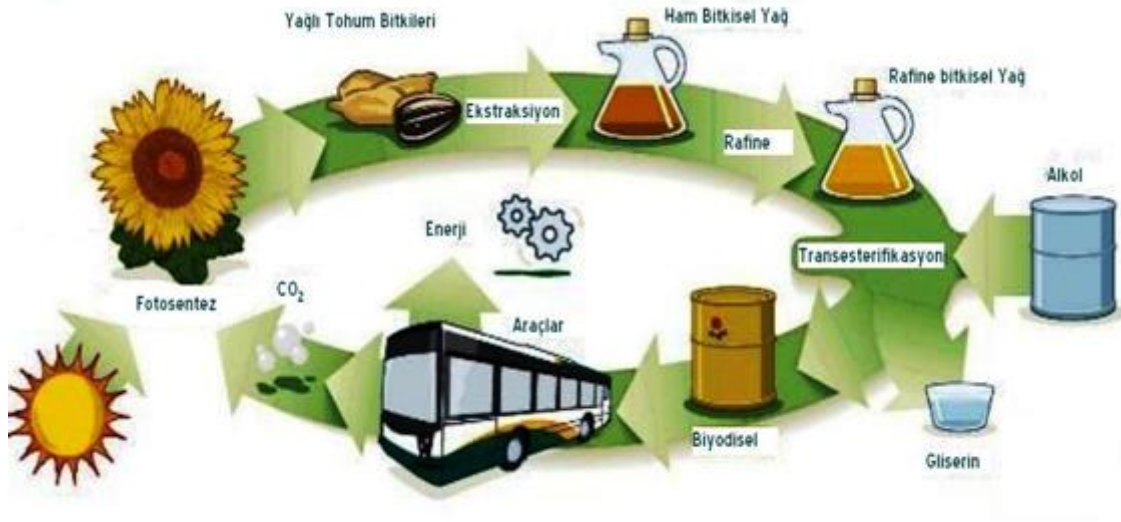 Yağlı Tohum Bitkileri
Ham Bitkisel Yağ
Rafine bitkisel Yağ
Ekstraksiyon
Rafine
Alkol
Enerji
Transesterifikasyon
Fotosentez
CO₂
Araçlar
Biyodisel
Gliserin